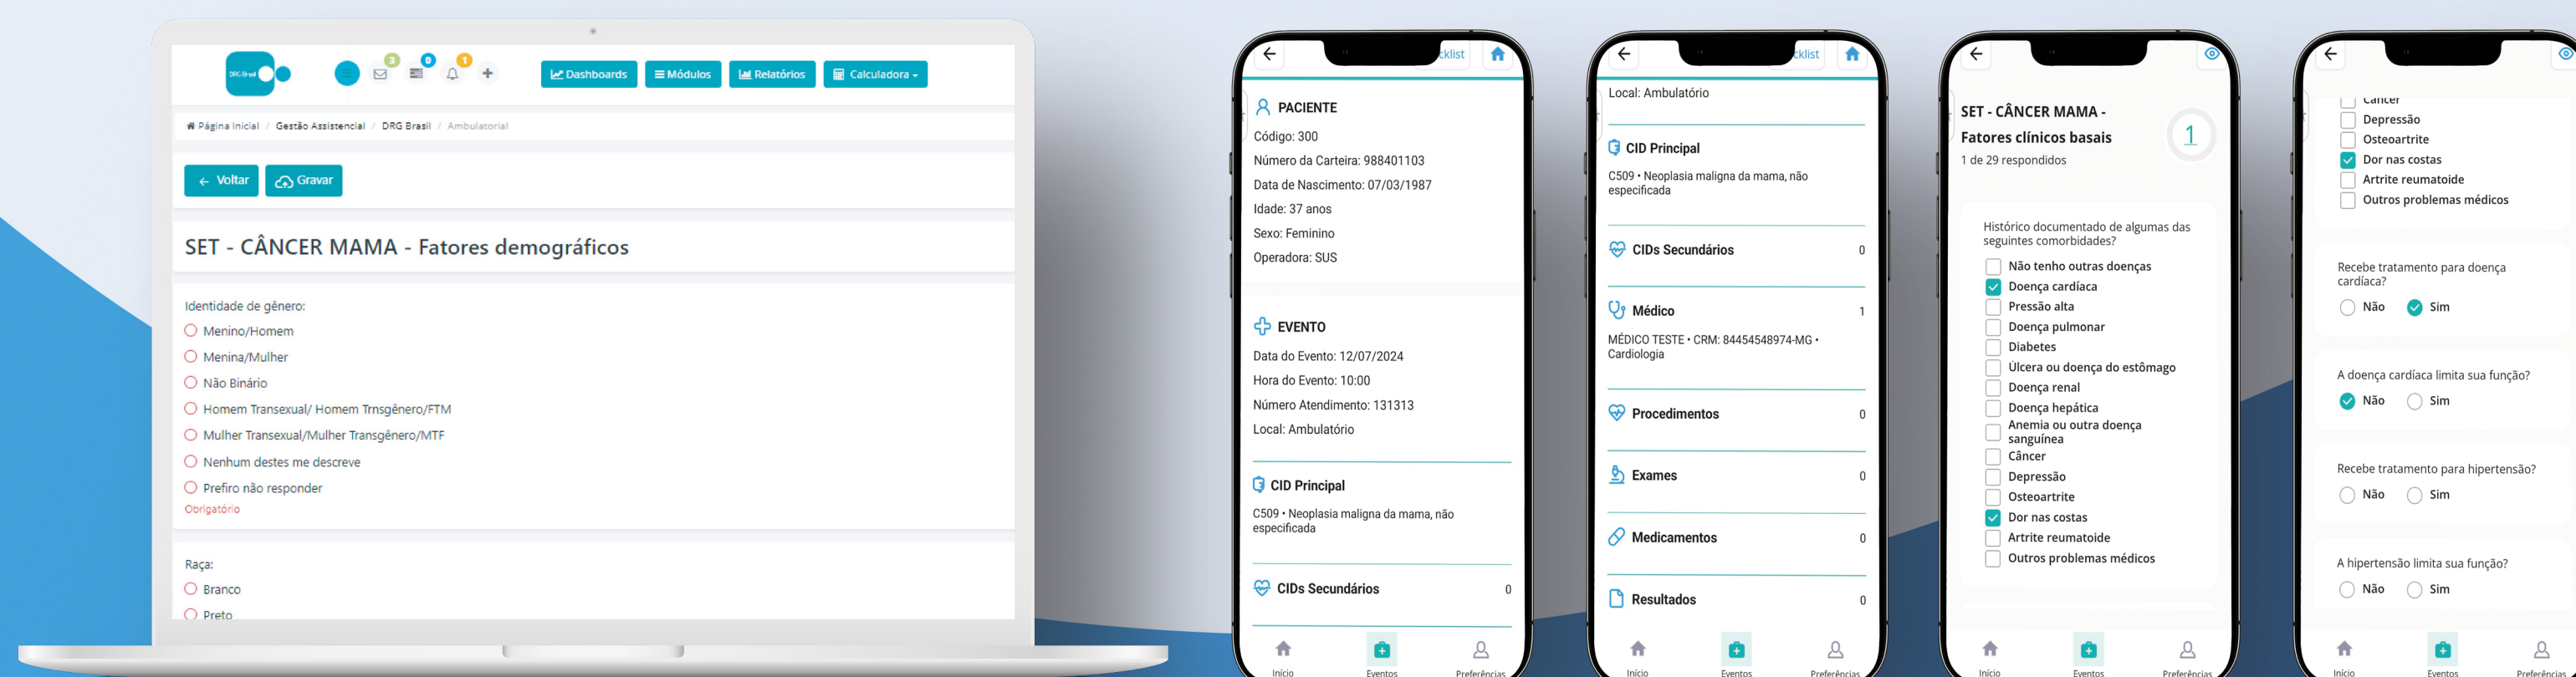 DRG Brasil
3
0
1
Dashboards
Módulos
Relatórios
Calculadora
Página Inicial / Gestão Assistencial / DRG Brasil / Ambulatorial
Voltar
Gravar
SET - CÂNCER MAMA - Fatores demográficos
Identidade de gênero:
Menino/Homem
Menina/Mulher
Não Binário
Homem Transexual/ Homem Trnsgênero/FTM
Mulher Transexual/Mulher Transgênero/MTF
Nenhum destes me descreve
Prefiro não responder
Obrigatório
Raça:
Branco
Preto
cklist
PACIENTE
Código: 300
Número da Carteira: 988401103
Data de Nascimento: 07/03/1987
Idade: 37 anos
Sexo: Feminino
Operadora: SUS
EVENTO
Data do Evento: 12/07/2024
Hora do Evento: 10:00
Número Atendimento: 131313
Local: Ambulatório
CID Principal
C509 • Neoplasia maligna da mama, não
especificada
CIDs Secundários 0
Início
Eventos
Preferências
cklist
Local: Ambulatório
CID Principal
C509 • Neoplasia maligna da mama, não
especificada
CIDs Secundários 0
Médico 1
MÉDICO TESTE • CRM: 84454548974-MG •
Cardiologia
Procedimentos 0
Exames 0
Medicamentos 0
Resultados 0
Início
Eventos
Preferências
SET - CÂNCER MAMA -
Fatores clínicos basais
1 de 29 respondidos
1
Histórico documentado de algumas das
seguintes comorbidades?
Não tenho outras doenças
Doença cardíaca
Pressão alta
Doença pulmonar
Diabetes
Úlcera ou doença do estômago
Doença renal
Doença hepática
Anemia ou outra doença
sanguínea
Câncer
Depressão
Osteoartrite
Dor nas costas
Artrite reumatoide
Outros problemas médicos
Início
Eventos
Preferências
Câncer
Depressão
Osteoartrite
Dor nas costas
Artrite reumatoide
Outros problemas médicos
Recebe tratamento para doença
cardíaca?
Não Sim
A doença cardíaca limita sua função?
Não Sim
Recebe tratamento para hipertensão?
Não Sim
A hipertensão limita sua função?
Não Sim
Início
Eventos
Preferências